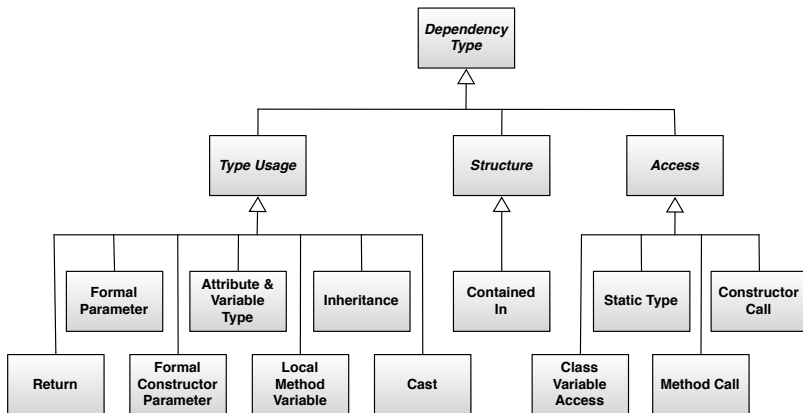 Dependency
Type
Type Usage
Structure
Access
Formal
Parameter
Attribute &
Variable
Type
Inheritance
Contained
In
Static Type
Constructor
Call
Return
Formal
Constructor
Parameter
Local
Method
Variable
Cast
Class
Variable
Access
Method Call